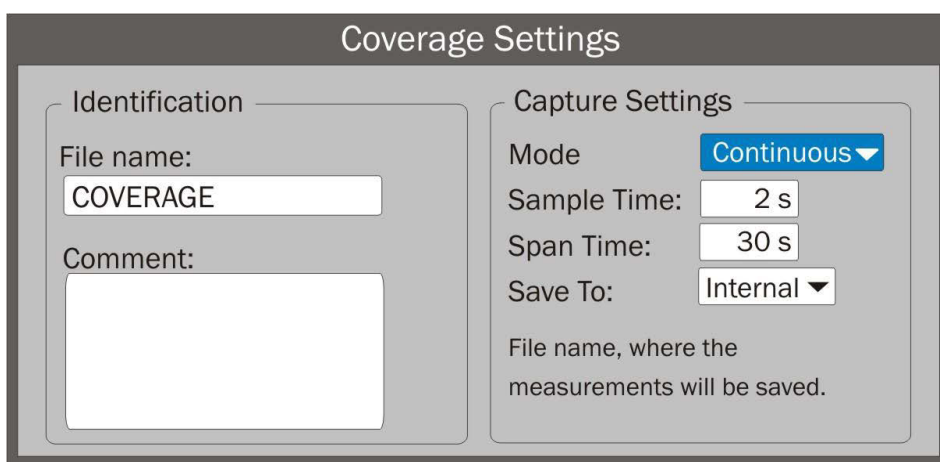 Coverage Settings
Identification
File name:
COVERAGE
Comment:
Capture Settings
Mode Continuous
Sample Time: 2 s
Span Time: 30 s
Save To: Internal
File name, where the
measurements will be saved.